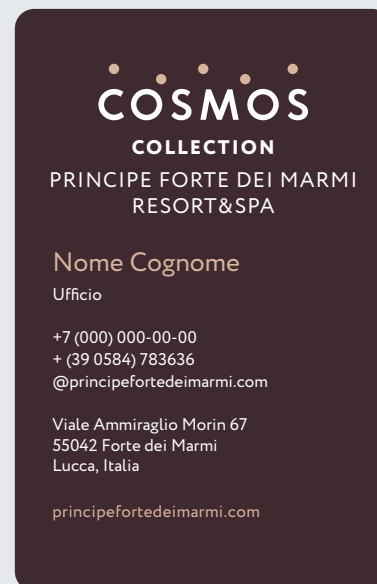 COSMOS
COLLECTION
PRINCIPE FORTE DEI MARMI
RESORT&SPA
Nome Cognome
Ufficio
+7 (000) 000-00-00
+ (39 0584) 783636
@principefortedeimarmi.com
Viale Ammiraglio Morin 67
55042 Forte dei Marmi
Lucca, Italia
principefortedeimarmi.com